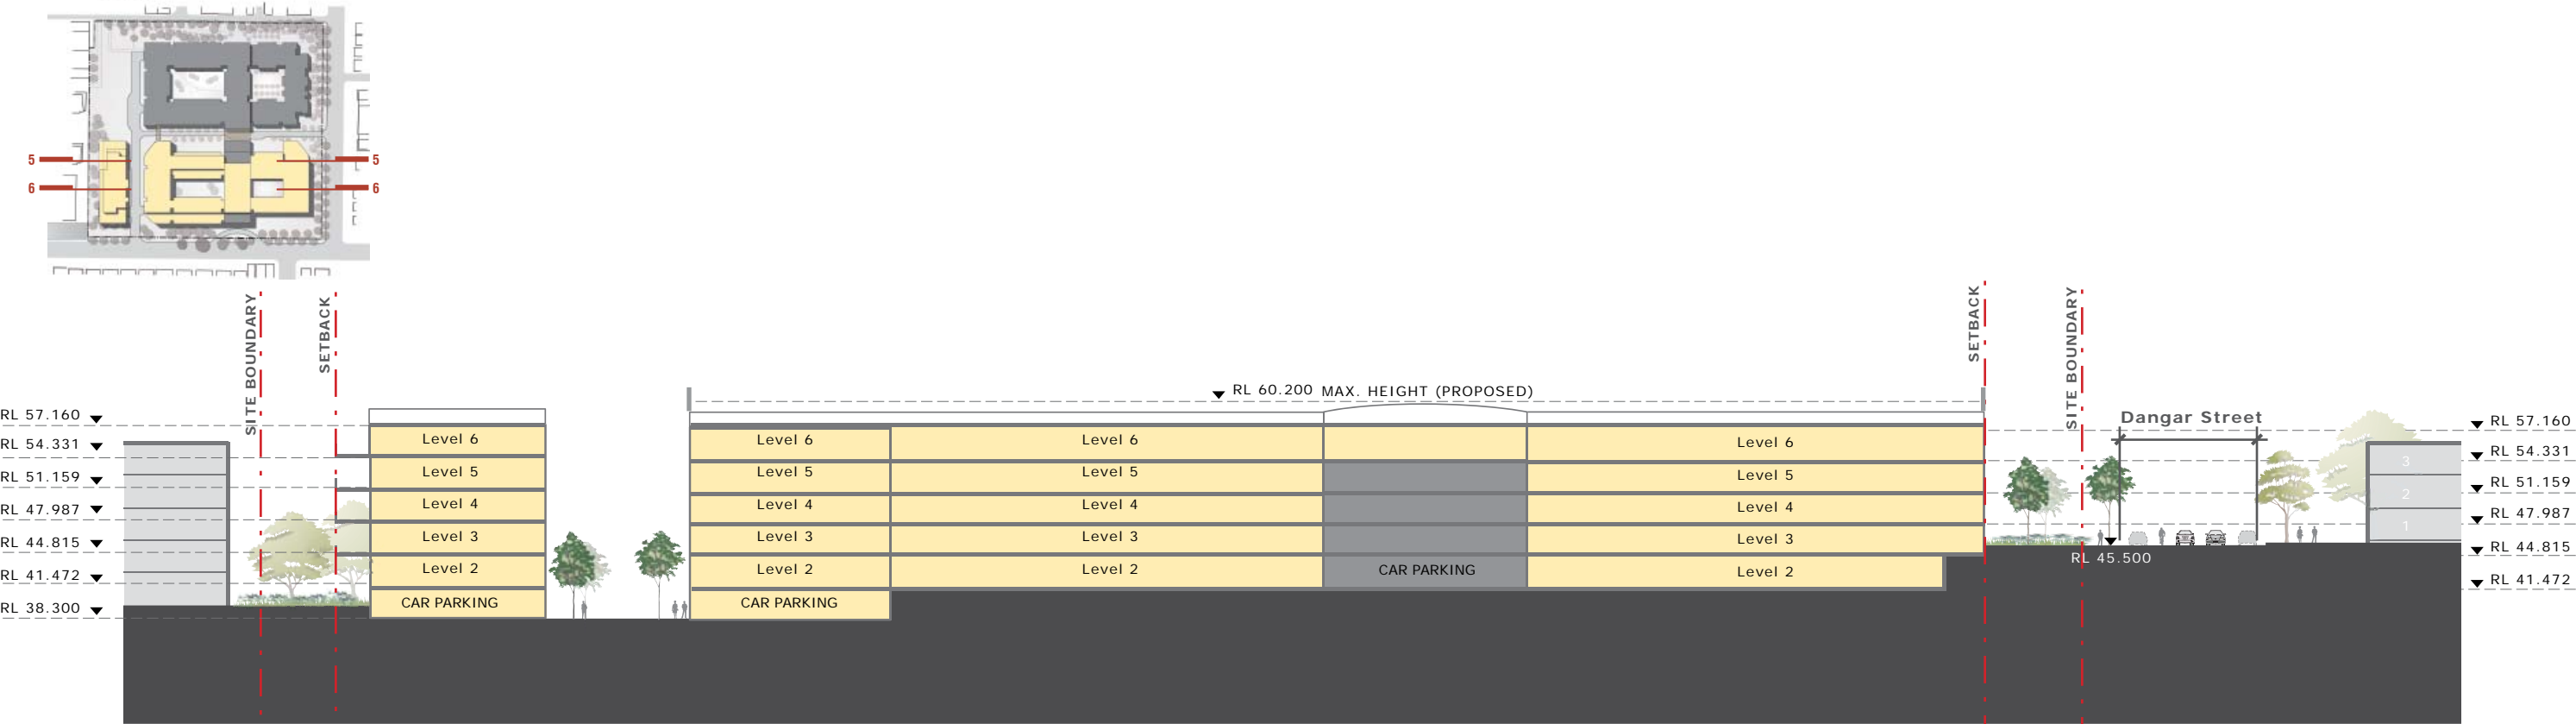 5
5
6
6
SITE BOUNDARY
SETBACK
SETBACK
SITE BOUNDARY
RL 60.200 MAX. HEIGHT (PROPOSED)
Dangar Street
RL 57.160
RL 54.331
RL 51.159
RL 47.987
RL 44.815
RL 41.472
RL 38.300
Level 6
Level 5
Level 4
Level 3
Level 2
CAR PARKING
Level 6
Level 5
Level 4
Level 3
Level 2
CAR PARKING
Level 6
Level 5
Level 4
Level 3
Level 2
CAR PARKING
Level 6
Level 5
Level 4
Level 3
Level 2
RL 45.500
3
2
1
RL 57.160
RL 54.331
RL 51.159
RL 47.987
RL 44.815
RL 41.472